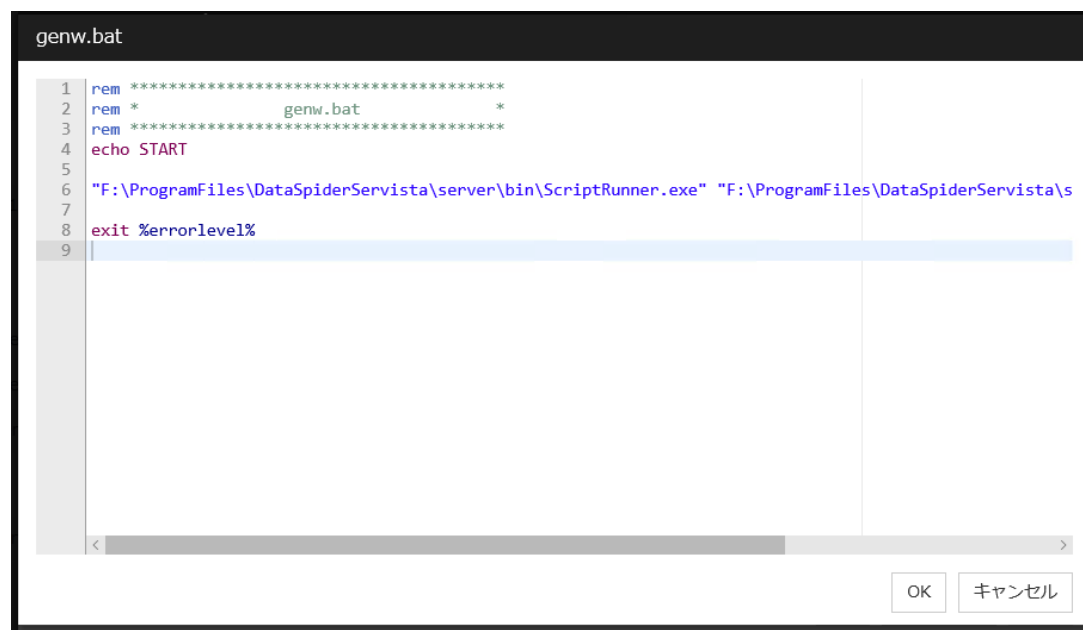 genw.bat
1 rem ***************************************
2 rem *               genw.bat              *
3 rem ***************************************
4 echo START
5
6 "F:\ProgramFiles\DataSpiderServista\server\bin\ScriptRunner.exe" "F:\ProgramFiles\DataSpiderServista\s
7
8 exit %errorlevel%
9
OK キャンセル